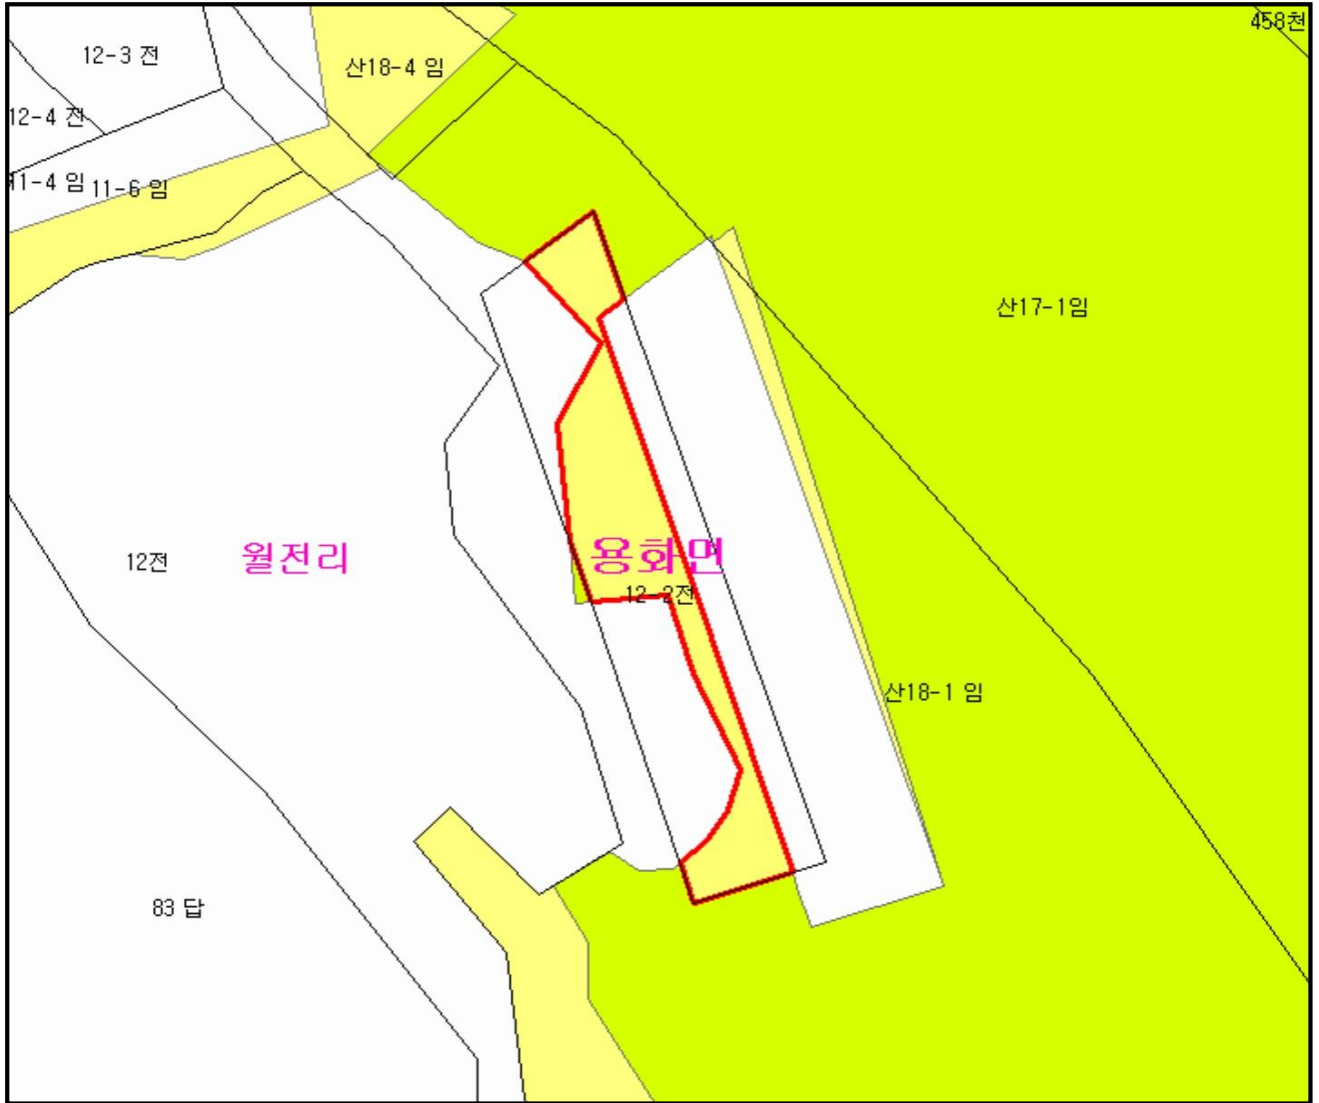 458천
12-3 전
산18-4 임
12-4 전
11-4 임
11-6 임
산17-1임
12전
월전리
용화면
12-2전
산18-1 임
83 답